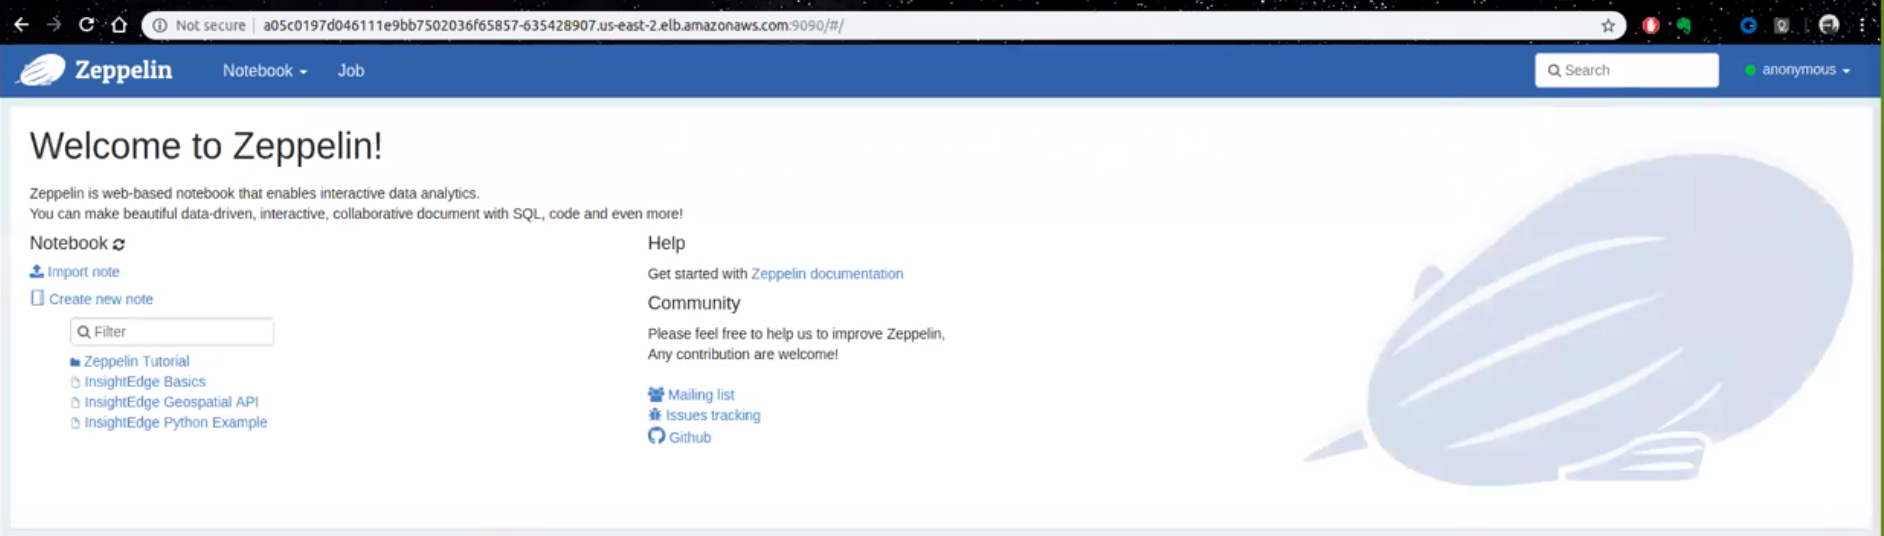 Not secure | a05c0197d046111e9bb7502036f65857-635428907.us-east-2.elb.amazonaws.com:9090/#/
Zeppelin Notebook Job Search anonymous
Welcome to Zeppelin!
Zeppelin is web-based notebook that enables interactive data analytics.
You can make beautiful data-driven, interactive, collaborative document with SQL, code and even more!
Notebook
Import note
Create new note
Filter
Zeppelin Tutorial
InsightEdge Basics
InsightEdge Geospatial API
InsightEdge Python Example
Help
Get started with Zeppelin documentation
Community
Please feel free to help us to improve Zeppelin,
Any contribution are welcome!
Mailing list
Issues tracking
Github